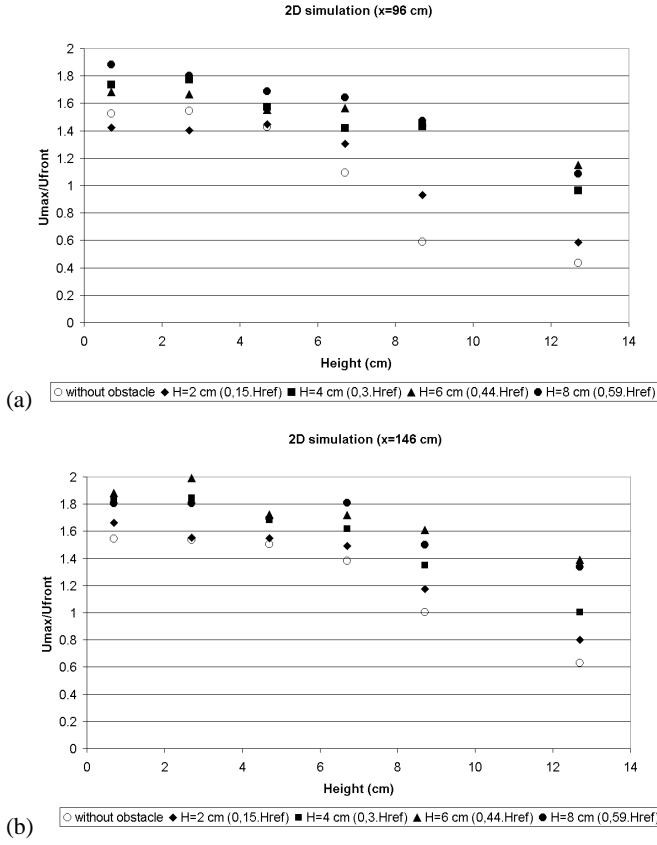 2D simulation (x=96 cm)
2
1.8
1.6
1.4
1.2
1
0.8
0.6
0.4
0.2
0
Umax/Ufront
0 2 4 6 8 10 12 14
Height (cm)
(a)
without obstacle H=2 cm (0,15.Href) H=4 cm (0,3.Href) H=6 cm (0,44.Href) H=8 cm (0,59.Href)
2D simulation (x=146 cm)
2
1.8
1.6
1.4
1.2
1
0.8
0.6
0.4
0.2
0
Umax/Ufront
0 2 4 6 8 10 12 14
Height (cm)
(b)
without obstacle H=2 cm (0,15.Href) H=4 cm (0,3.Href) H=6 cm (0,44.Href) H=8 cm (0,59.Href)